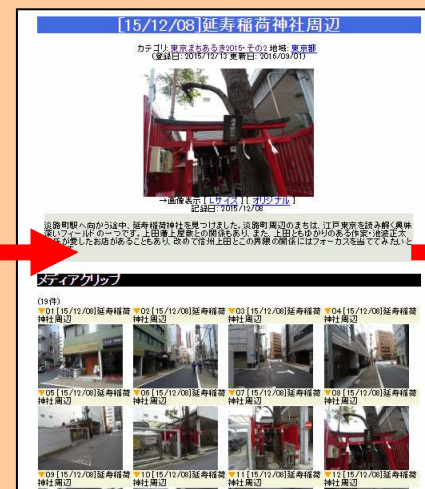 [15/12/08]延寿稲荷神社周辺
カテゴリ: 東京まちあるき2015・その2 地域: 東京都
(登録日: 2015/12/13 更新日: 2016/09/01)
→画像表示 [ Lサイズ ] [ オリジナル ]
記録日: 2015/12/08
淡路町駅へ向かう途中、延寿稲荷神社を見つけました。淡路町周辺のまちは、江戸東京を読み解く興味
深いフィールドの一つです。上田藩上屋敷との関係もあり、また、上田ともゆかりのある作家・池波正太
氏が愛したお店があることもあり、改めて信州上田とこの界隈の関係にはフォーカスを当ててみたいと
メディアクリップ
(19件)
▼01 [15/12/08]延寿稲荷神社周辺 ▼02 [15/12/08]延寿稲荷神社周辺 ▼03 [15/12/08]延寿稲荷神社周辺 ▼04 [15/12/08]延寿稲荷神社周辺
▼05 [15/12/08]延寿稲荷神社周辺 ▼06 [15/12/08]延寿稲荷神社周辺 ▼07 [15/12/08]延寿稲荷神社周辺 ▼08 [15/12/08]延寿稲荷神社周辺
▼09 [15/12/08]延寿稲荷神社周辺 ▼10 [15/12/08]延寿稲荷神社周辺 ▼11 [15/12/08]延寿稲荷神社周辺 ▼12 [15/12/08]延寿稲荷神社周辺